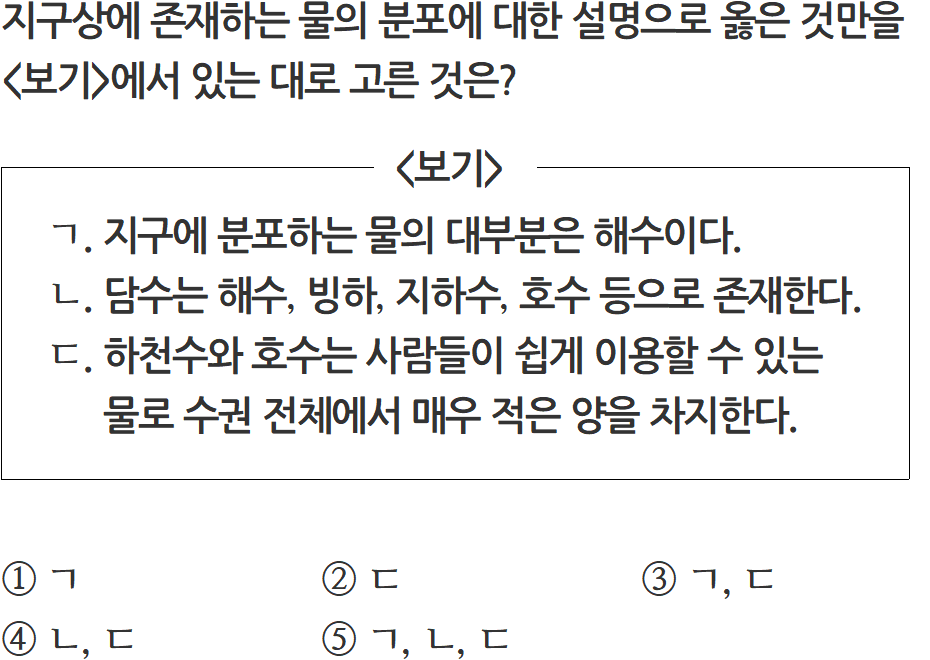 지구상에 존재하는 물의 분포에 대한 설명으로 옳은 것만을
<보기>에서 있는 대로 고른 것은?
<보기>
ㄱ. 지구에 분포하는 물의 대부분은 해수이다.
ㄴ. 담수는 해수, 빙하, 지하수, 호수 등으로 존재한다.
ㄷ. 하천수와 호수는 사람들이 쉽게 이용할 수 있는
물로 수권 전체에서 매우 적은 양을 차지한다.
① ㄱ ② ㄷ ③ ㄱ, ㄷ
④ ㄴ, ㄷ ⑤ ㄱ, ㄴ, ㄷ